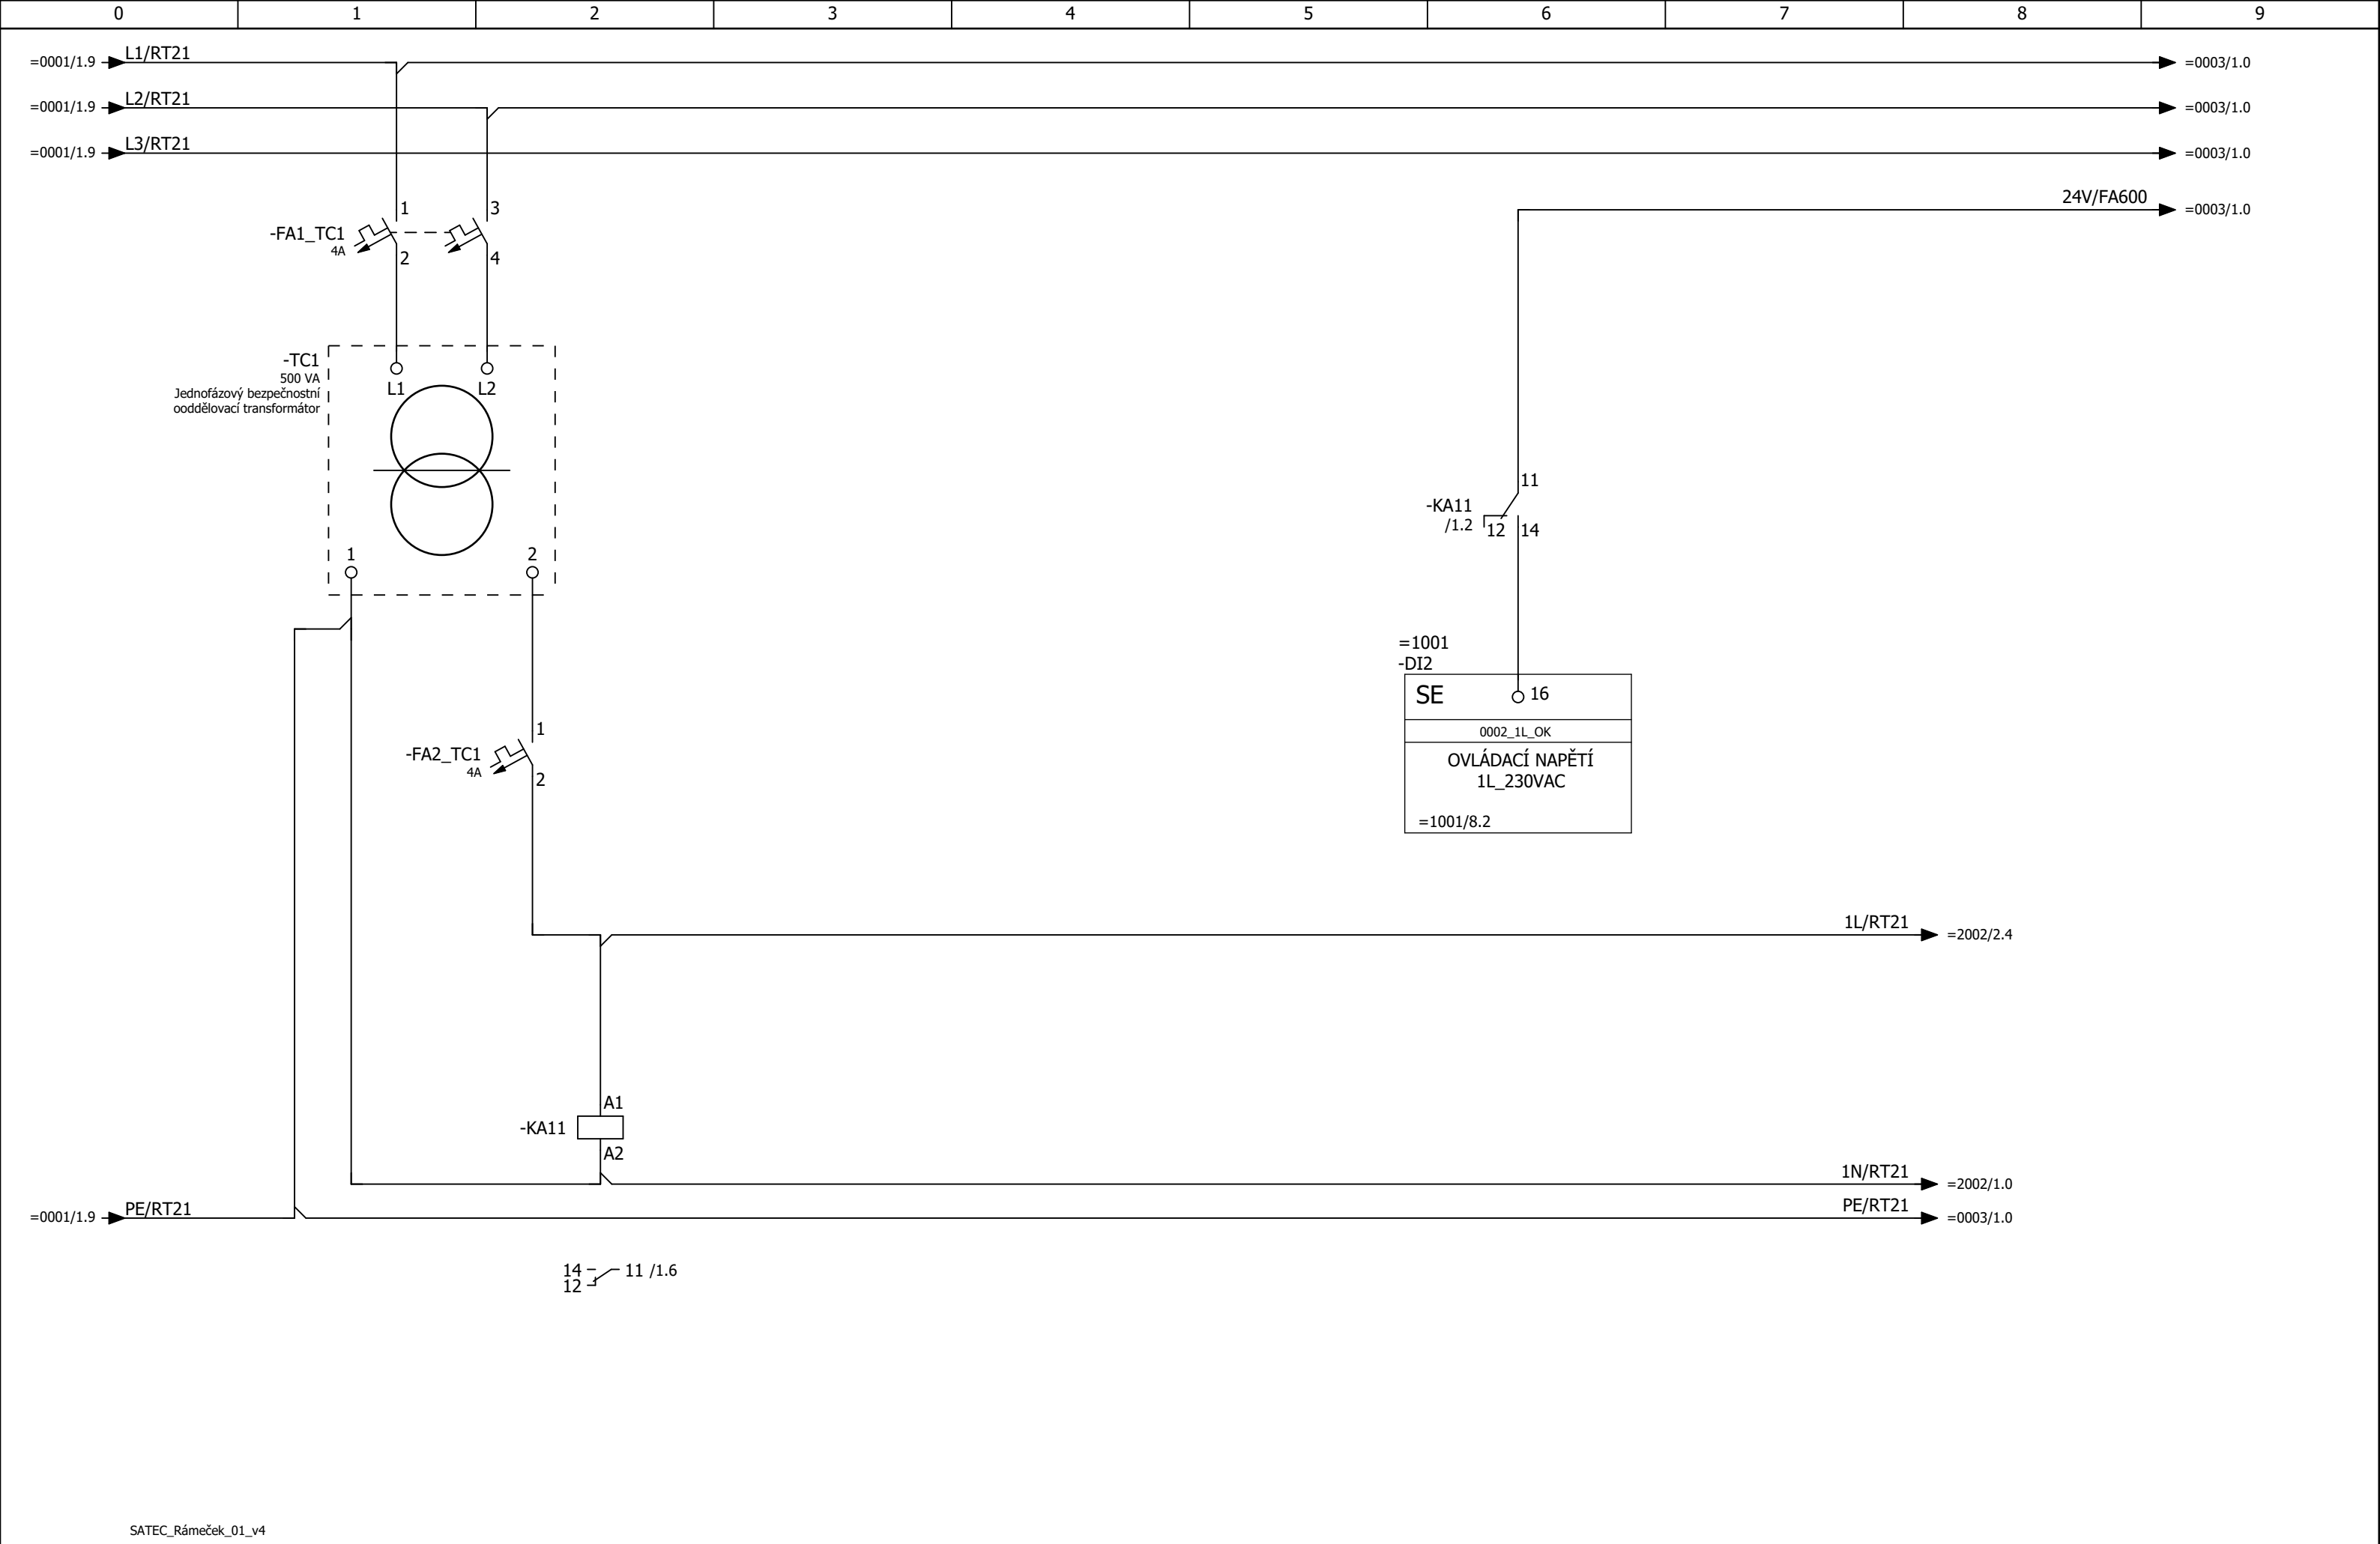 0 1 2 3 4 5 6 7 8 9
=0001/1.9 L1/RT21 =0003/1.0
=0001/1.9 L2/RT21 =0003/1.0
=0001/1.9 L3/RT21 =0003/1.0
24V/FA600 =0003/1.0
1 3
-FA1_TC1
4A
2 4
-TC1
500 VA
Jednofázový bezpečnostní
ooddělovací transformátor
L1 L2
1 2
11
-KA11
/1.2
12 14
=1001
-DI2
SE 16
0002_1L_OK
OVLÁDACÍ NAPĚTÍ
1L_230VAC
=1001/8.2
1
-FA2_TC1
4A
2
1L/RT21 =2002/2.4
A1
-KA11
A2
1N/RT21 =2002/1.0
=0001/1.9 PE/RT21 PE/RT21 =0003/1.0
14 11 /1.6
12
SATEC_Rámeček_01_v4